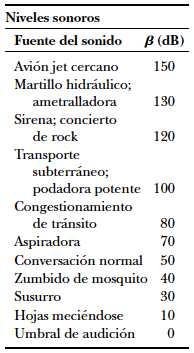 Niveles sonoros
Fuente del sonido β (dB)
Avión jet cercano 150
Martillo hidráulico;
ametralladora 130
Sirena; concierto
de rock 120
Transporte
subterráneo;
podadora potente 100
Congestionamiento
de tránsito 80
Aspiradora 70
Conversación normal 50
Zumbido de mosquito 40
Susurro 30
Hojas meciéndose 10
Umbral de audición 0